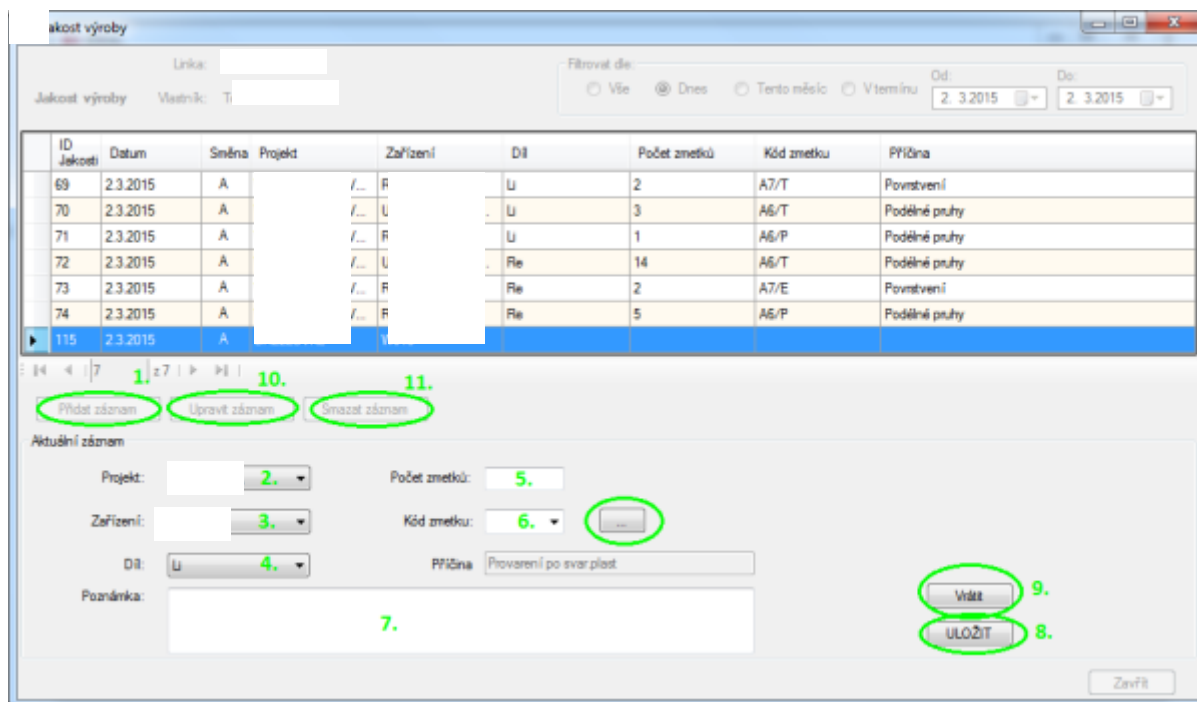 akost výroby
Linka:
Filtrovat dle:
Jakost výroby Vlastník:
Vše Dnes Tento měsíc V termínu
Od: Do:
2. 3.2015 2. 3.2015
ID Jakosti Datum Směna Projekt Zařízení Díl Počet zmetků Kód zmetku Příčina
69 2.3.2015 A /... R Li 2 A7/T Povrstvení
70 2.3.2015 A /... U . Li 3 A6/T Podélné pruhy
71 2.3.2015 A /... R Li 1 A6/P Podélné pruhy
72 2.3.2015 A /... U . Re 14 A6/T Podélné pruhy
73 2.3.2015 A /... R Re 2 A7/E Povrstvení
74 2.3.2015 A /... R Re 5 A6/P Podélné pruhy
115 2.3.2015 A
7 z 7
1. 10. 11.
Přidat záznam Upravit záznam Smazat záznam
Aktuální záznam
Projekt: 2. Počet zmetků: 5.
Zařízení: 3. Kód zmetku: 6. ...
Díl: Li 4. Příčina Provarení po svar.plast
Poznámka: 7.
Vrátit 9.
ULOŽIT 8.
Zavřít